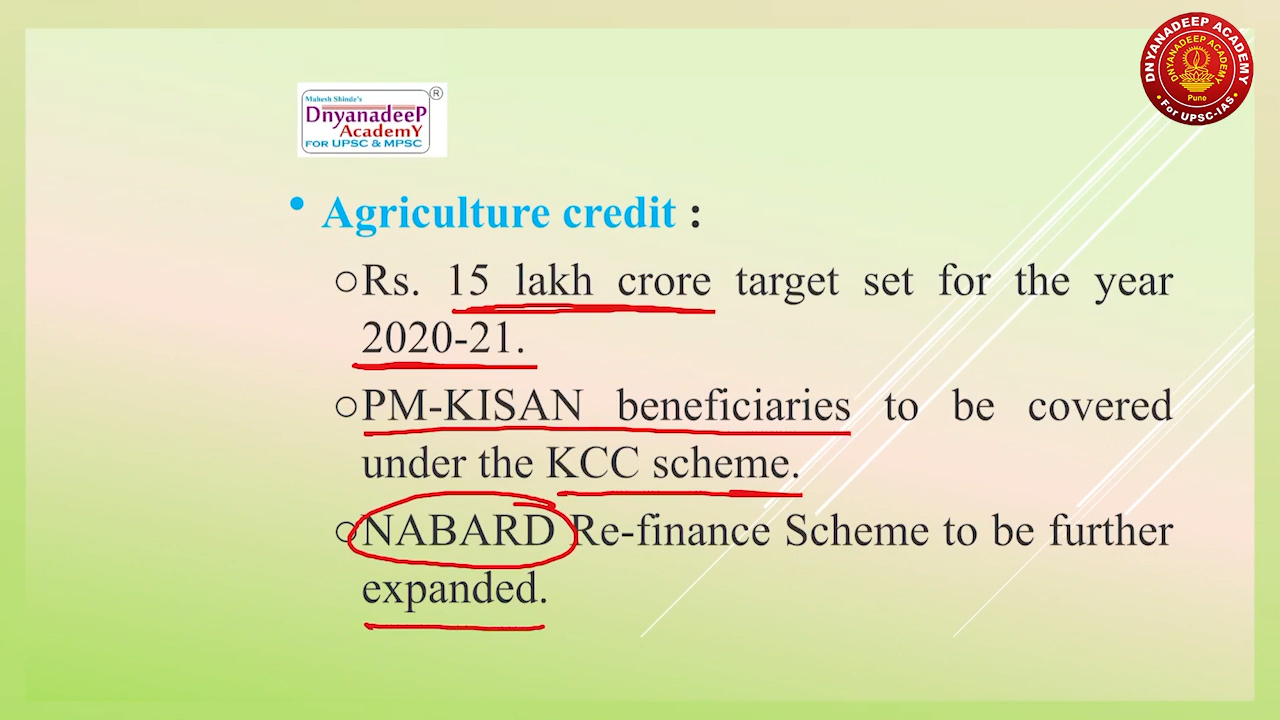 Mahesh Shinde's
DnyanadeeP
AcademY
FOR UPSC & MPSC
®
DNYANADEEP ACADEMY
DNYANADEEP ACADEMY
Pune
• For UPSC-IAS •
• Agriculture credit :
○Rs. 15 lakh crore target set for the year
2020-21.
○PM-KISAN beneficiaries to be covered
under the KCC scheme.
○NABARD Re-finance Scheme to be further
expanded.